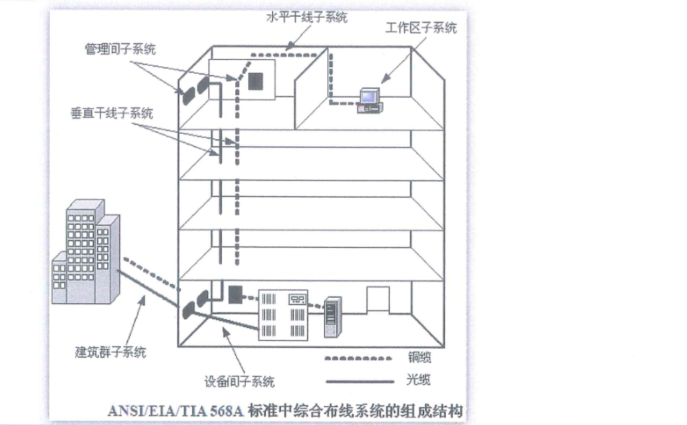 水平干线子系统
工作区子系统
管理间子系统
垂直干线子系统
建筑群子系统
设备间子系统
铜缆
光缆
ANSI/EIA/TIA 568A 标准中综合布线系统的组成结构